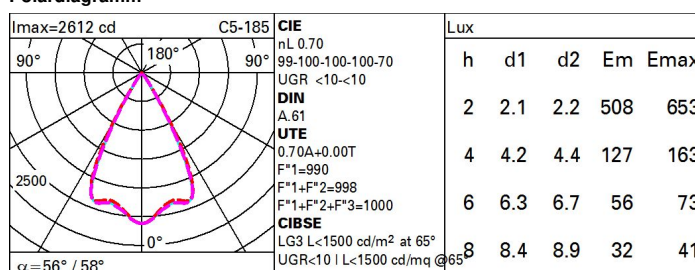 Imax=2612 cd C5-185
90° 180° 90°
2500
0°
α=56° / 58°
CIE
nL 0.70
99-100-100-100-70
UGR <10-<10
DIN
A.61
UTE
0.70A+0.00T
F"1=990
F"1+F"2=998
F"1+F"2+F"3=1000
CIBSE
LG3 L<1500 cd/m² at 65°
UGR<10 | L<1500 cd/mq @65°
Lux
h d1 d2 Em Emax
2 2.1 2.2 508 653
4 4.2 4.4 127 163
6 6.3 6.7 56 73
8 8.4 8.9 32 41